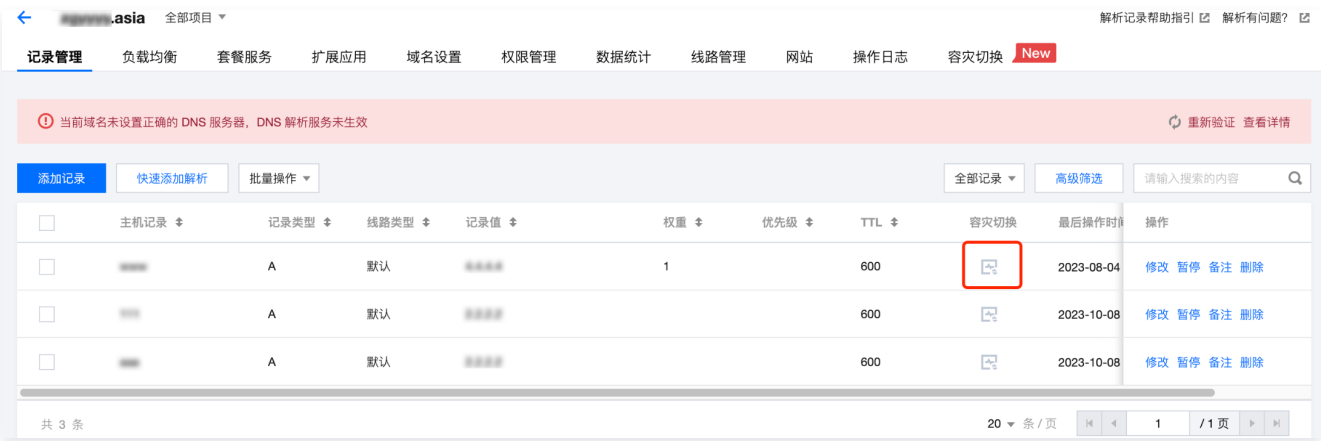 .asia 全部项目 解析记录帮助指引 解析有问题?
记录管理 负载均衡 套餐服务 扩展应用 域名设置 权限管理 数据统计 线路管理 网站 操作日志 容灾切换 New
当前域名未设置正确的 DNS 服务器，DNS 解析服务未生效 重新验证 查看详情
添加记录 快速添加解析 批量操作 全部记录 高级筛选 请输入搜索的内容
主机记录 记录类型 线路类型 记录值 权重 优先级 TTL 容灾切换 最后操作时间 操作
A 默认 1 600 2023-08-04 修改 暂停 备注 删除
A 默认 600 2023-10-08 修改 暂停 备注 删除
A 默认 600 2023-10-08 修改 暂停 备注 删除
共 3 条 20 条 / 页 1 / 1 页